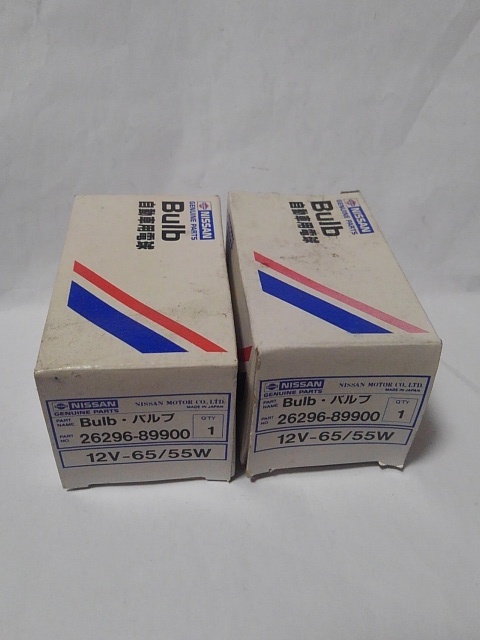 NISSAN
GENUINE PARTS
Bulb
自動車用電球
NISSAN
GENUINE PARTS
Bulb
自動車用電球
NISSAN
GENUINE PARTS
NISSAN MOTOR CO., LTD.
MADE IN JAPAN
PART NAME
Bulb・バルブ
Q'TY
1
PART NO
26296-89900
12V-65/55W
NISSAN
GENUINE PARTS
NISSAN MOTOR CO., LTD.
MADE IN JAPAN
PART NAME
Bulb・バルブ
Q'TY
1
PART NO
26296-89900
12V-65/55W